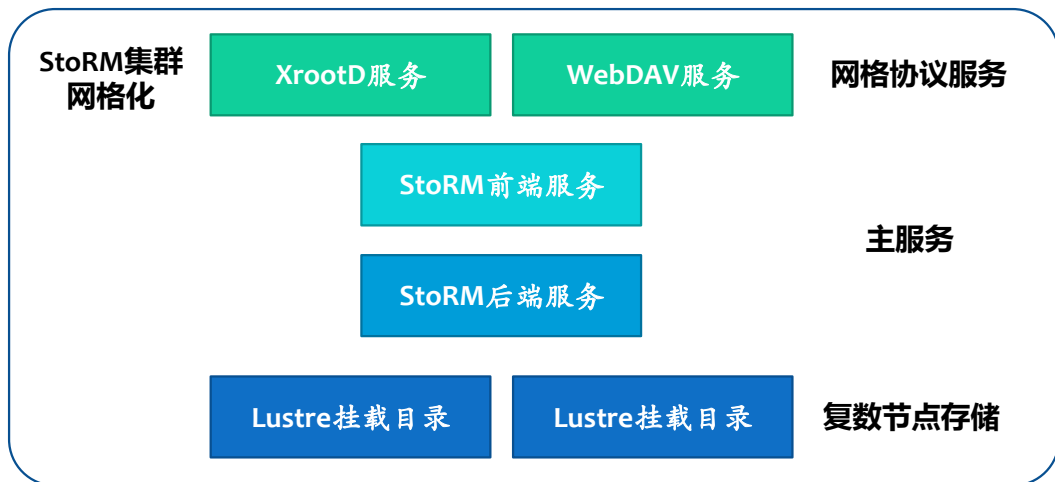 StoRM集群
网格化
XrootD服务
WebDAV服务
网格协议服务
StoRM前端服务
主服务
StoRM后端服务
Lustre挂载目录
Lustre挂载目录
复数节点存储